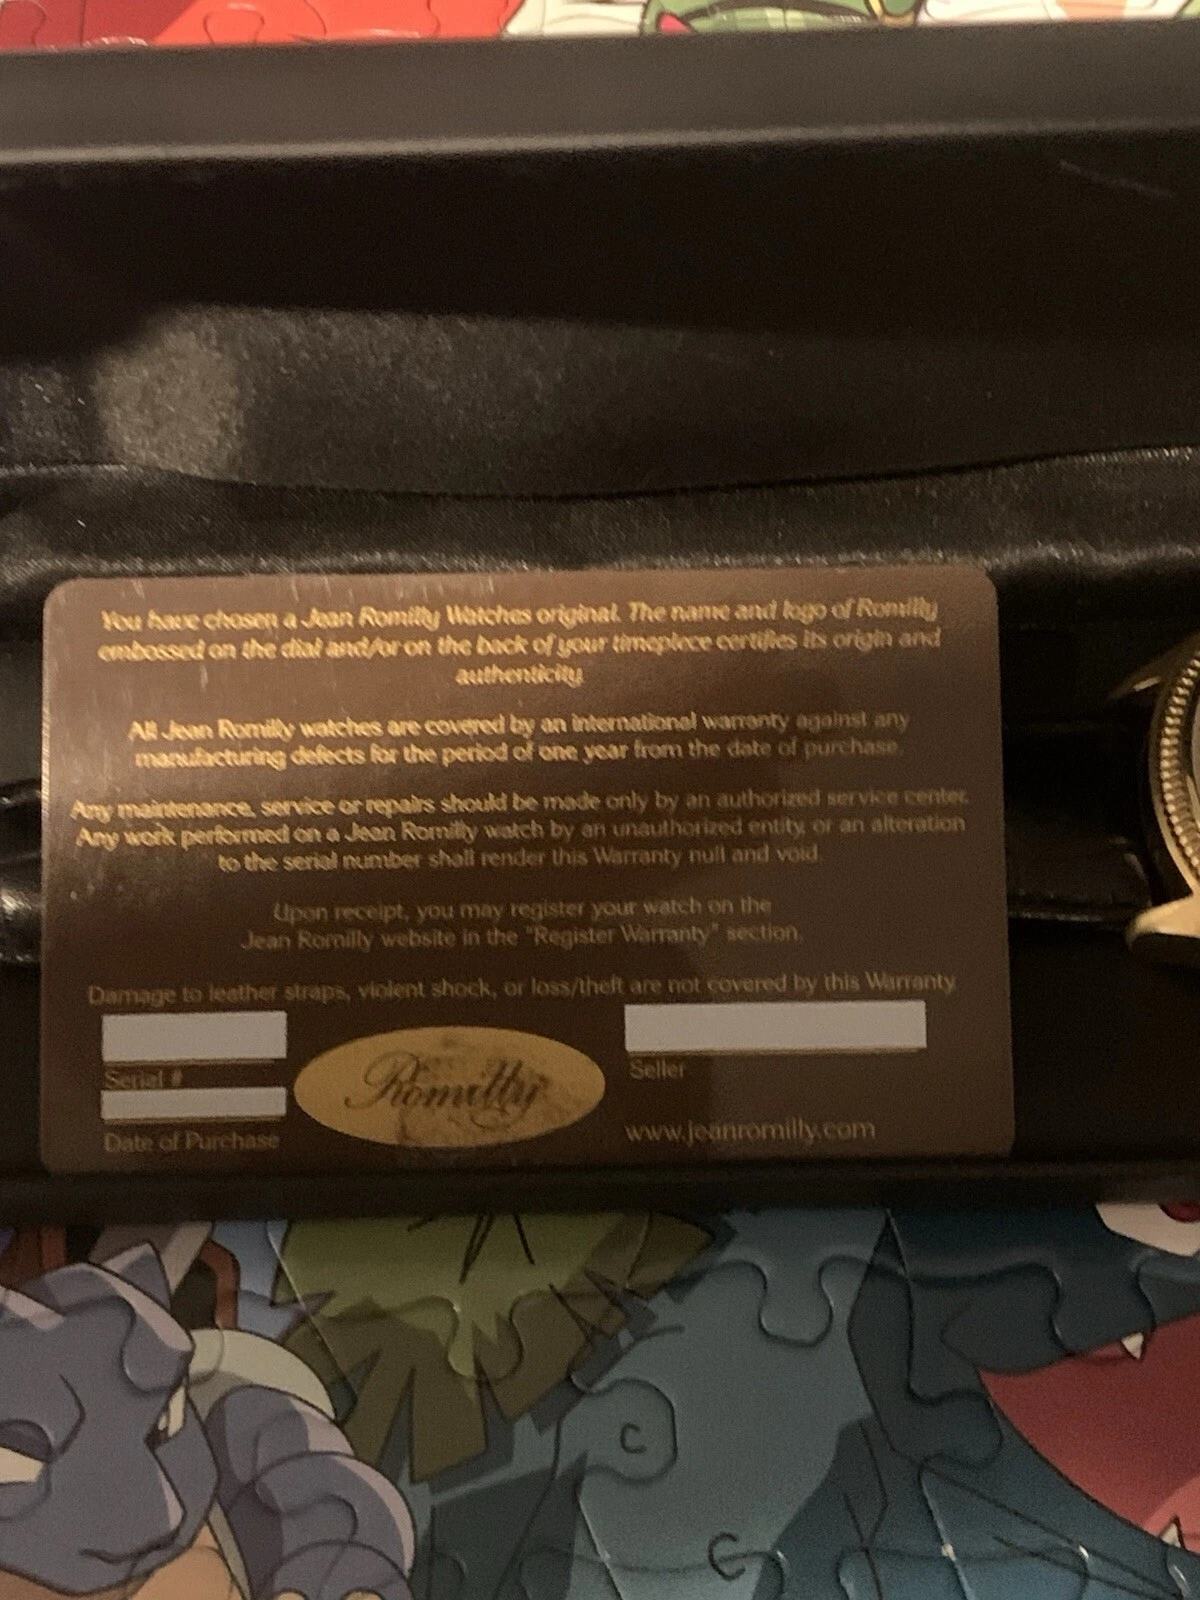 You have chosen a Jean Romilly Watches original. The name and logo of Romilly
embossed on the dial and/or on the back of your timepiece certifies its origin and
authenticity.
All Jean Romilly watches are covered by an international warranty against any
manufacturing defects for the period of one year from the date of purchase.
Any maintenance, service or repairs should be made only by an authorized service center.
Any work performed on a Jean Romilly watch by an unauthorized entity, or an alteration
to the serial number shall render this Warranty null and void.
Upon receipt, you may register your watch on the
Jean Romilly website in the "Register Warranty" section.
Damage to leather straps, violent shock, or loss/theft are not covered by this Warranty
Serial #
Date of Purchase
Romilly
Seller
www.jeanromilly.com